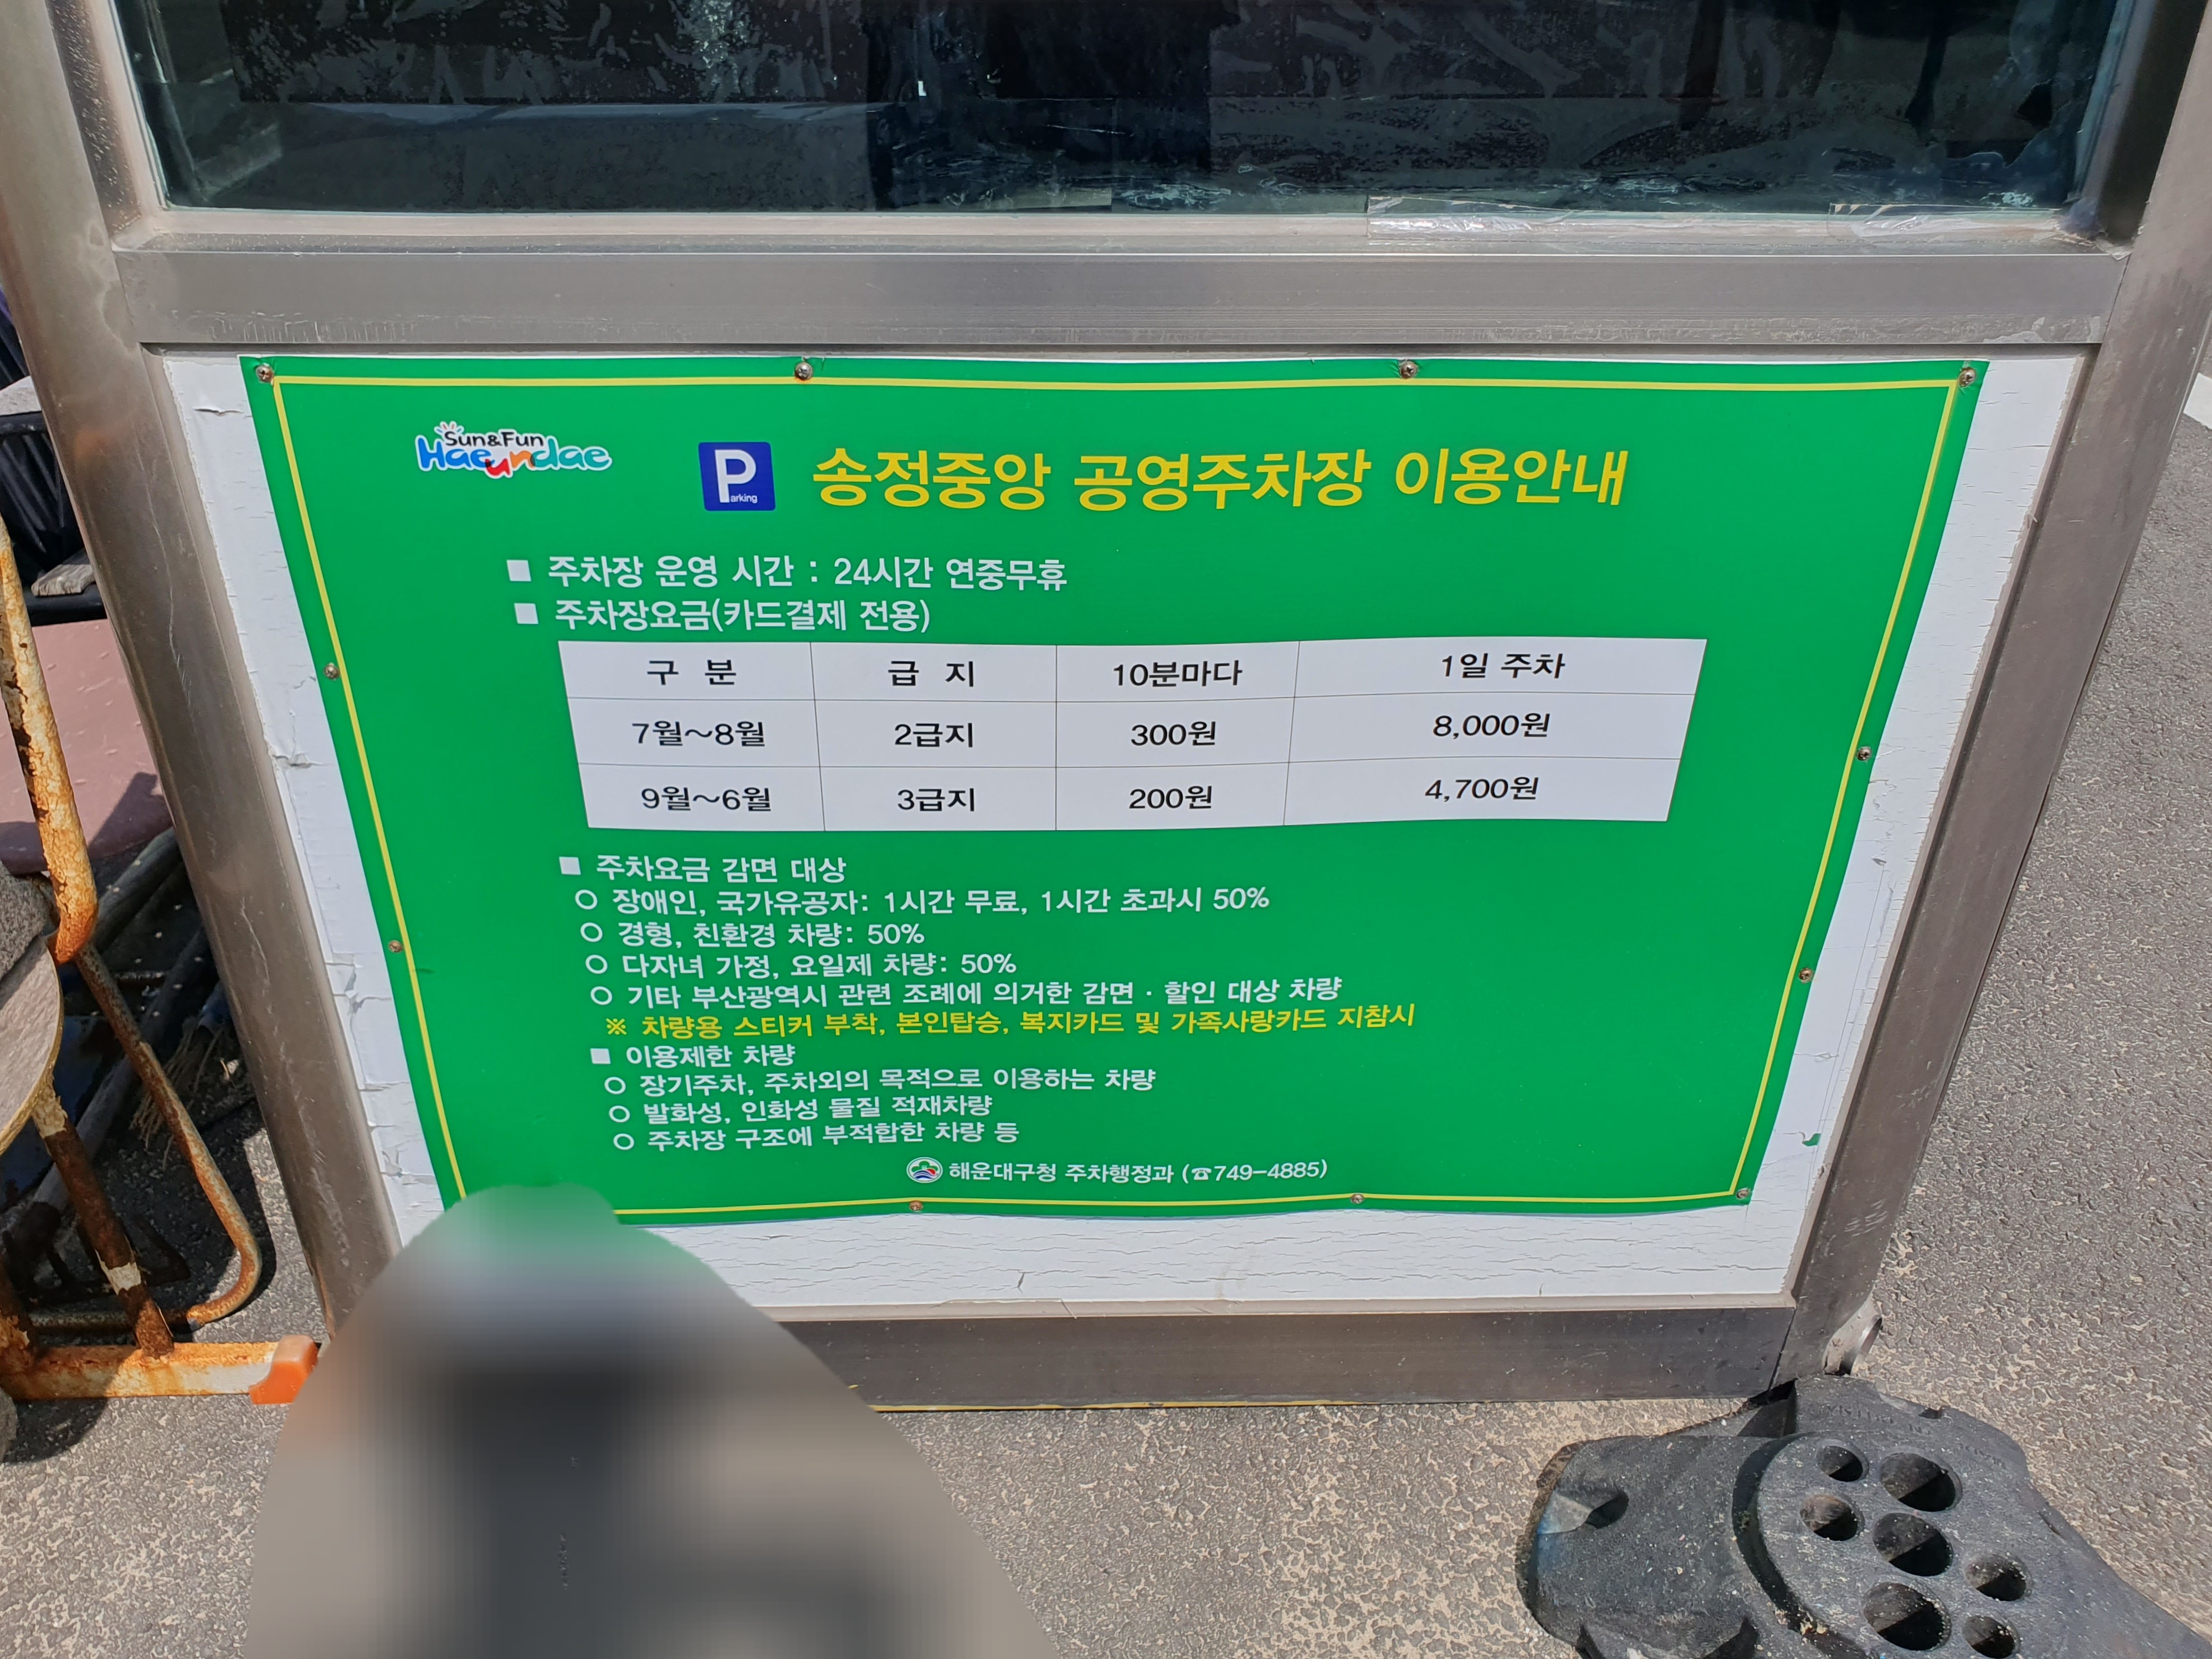 Sun&Fun
Haeundae
P
arking
송정중앙 공영주차장 이용안내
■ 주차장 운영 시간 : 24시간 연중무휴
■ 주차장요금(카드결제 전용)
구 분 급 지 10분마다 1일 주차
7월~8월 2급지 300원 8,000원
9월~6월 3급지 200원 4,700원
■ 주차요금 감면 대상
○ 장애인, 국가유공자: 1시간 무료, 1시간 초과시 50%
○ 경형, 친환경 차량: 50%
○ 다자녀 가정, 요일제 차량: 50%
○ 기타 부산광역시 관련 조례에 의거한 감면 · 할인 대상 차량
※ 차량용 스티커 부착, 본인탑승, 복지카드 및 가족사랑카드 지참시
■ 이용제한 차량
○ 장기주차, 주차외의 목적으로 이용하는 차량
○ 발화성, 인화성 물질 적재차량
○ 주차장 구조에 부적합한 차량 등
해운대구청 주차행정과 (☎749-4885)